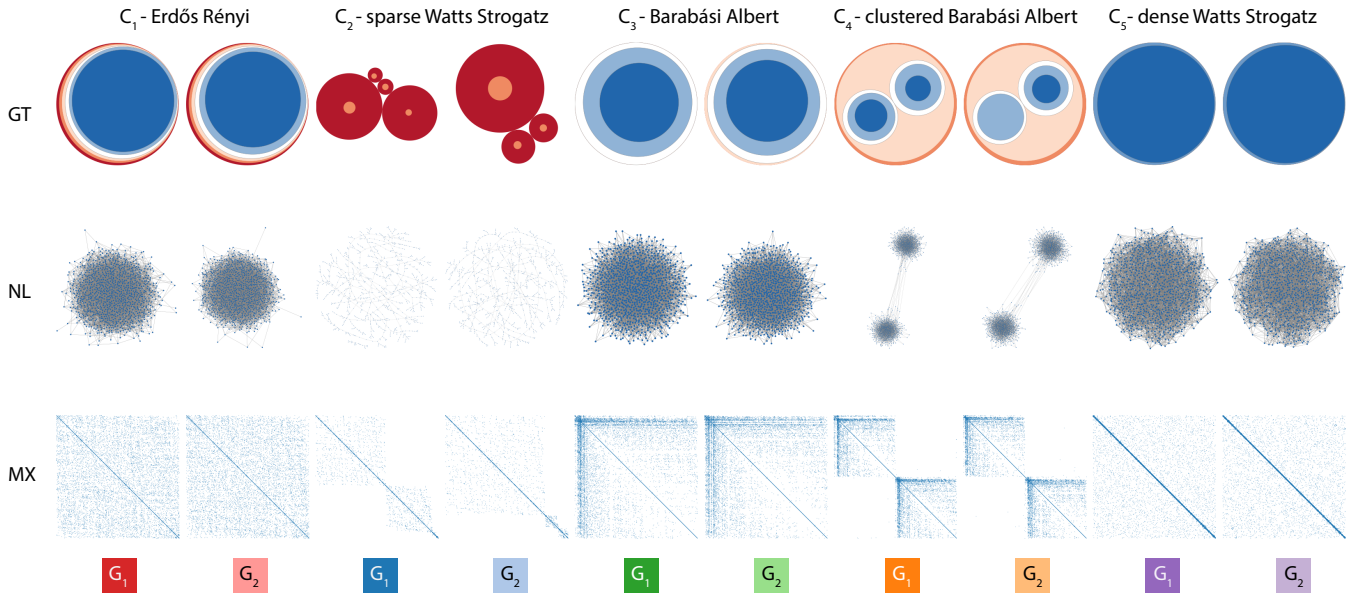 C₁ - Erdős Rényi C₂ - sparse Watts Strogatz C₃ - Barabási Albert C₄ - clustered Barabási Albert C₅ - dense Watts Strogatz
GT
NL
MX
G₁ G₂ G₁ G₂ G₁ G₂ G₁ G₂ G₁ G₂